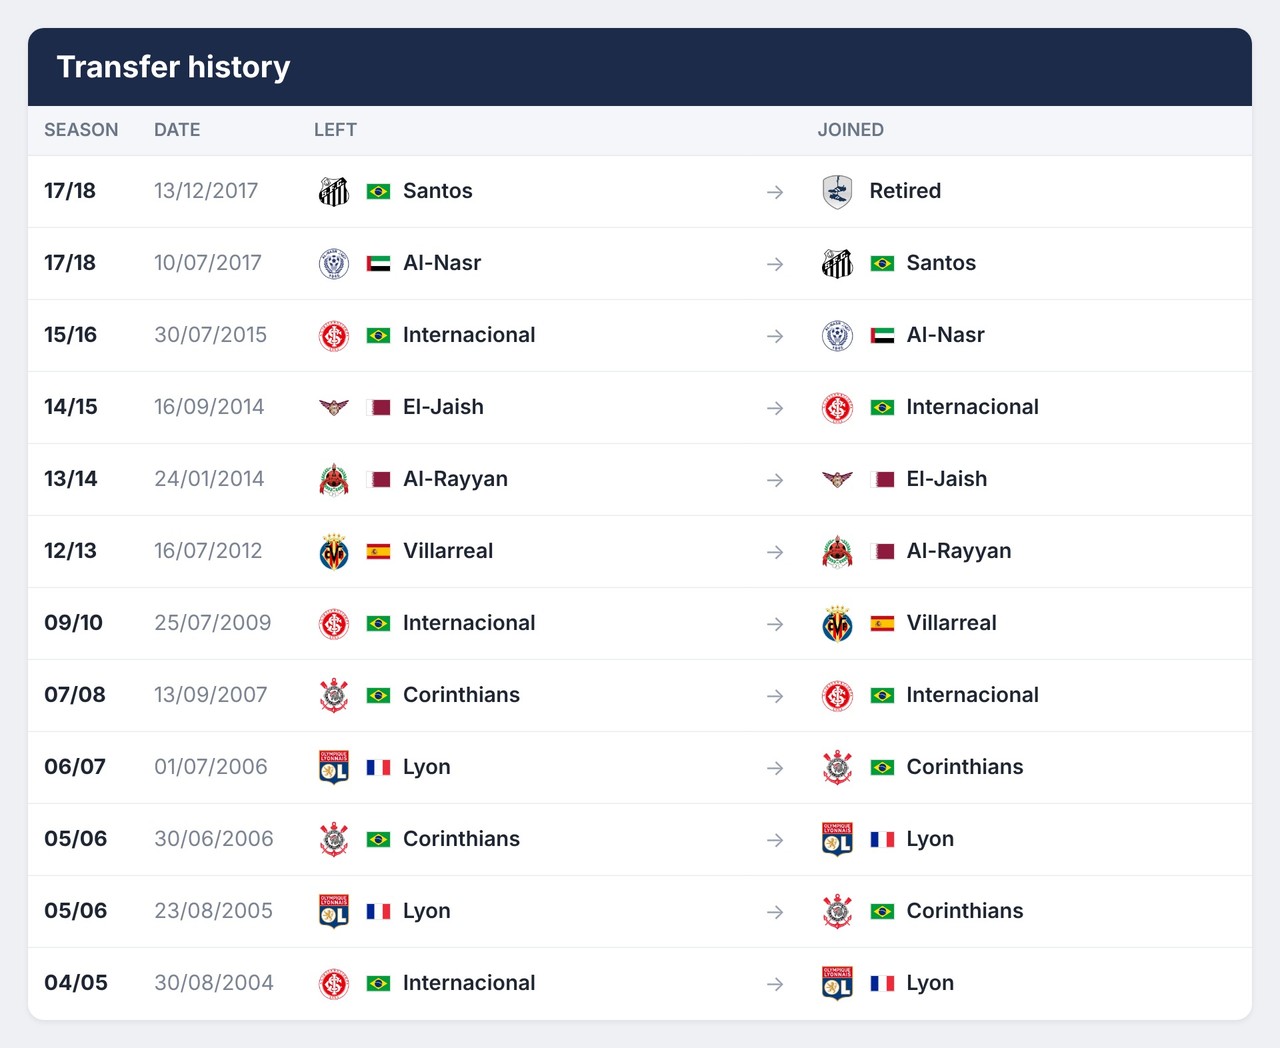 Transfer history
SEASON DATE LEFT JOINED
17/18 13/12/2017 Santos → Retired
17/18 10/07/2017 Al-Nasr → Santos
15/16 30/07/2015 Internacional → Al-Nasr
14/15 16/09/2014 El-Jaish → Internacional
13/14 24/01/2014 Al-Rayyan → El-Jaish
12/13 16/07/2012 Villarreal → Al-Rayyan
09/10 25/07/2009 Internacional → Villarreal
07/08 13/09/2007 Corinthians → Internacional
06/07 01/07/2006 Lyon → Corinthians
05/06 30/06/2006 Corinthians → Lyon
05/06 23/08/2005 Lyon → Corinthians
04/05 30/08/2004 Internacional → Lyon